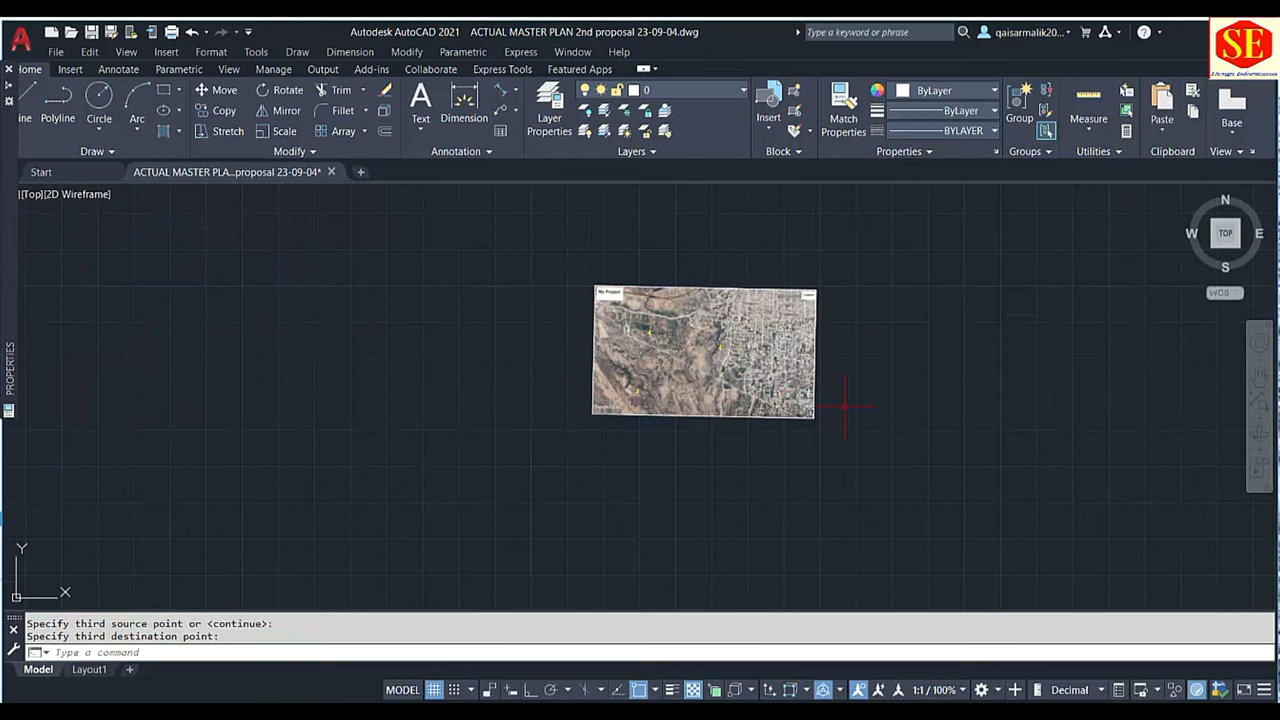 Autodesk AutoCAD 2021 ACTUAL MASTER PLAN 2nd proposal 23-09-04.dwg
Type a keyword or phrase
qaisarmalik20...
SE
File Edit View Insert Format Tools Draw Dimension Modify Parametric Express Window Help
Home Insert Annotate Parametric View Manage Output Add-ins Collaborate Express Tools Featured Apps
Move Rotate Trim
0
ByLayer
Polyline Circle Arc
Copy Mirror Fillet
Text Dimension
Layer Properties
Insert
Match Properties
ByLayer
Group
Measure
Paste
Base
Stretch Scale Array
BYLAYER
Draw Modify Annotation Layers Block Properties Groups Utilities Clipboard View
Start
ACTUAL MASTER PLA...proposal 23-09-04*
[Top][2D Wireframe]
N
W TOP E
S
WCS
My Project
PROPERTIES
Y
X
Specify third source point or <continue>:
Specify third destination point:
Type a command
Model Layout1
MODEL
1:1 / 100%
Decimal